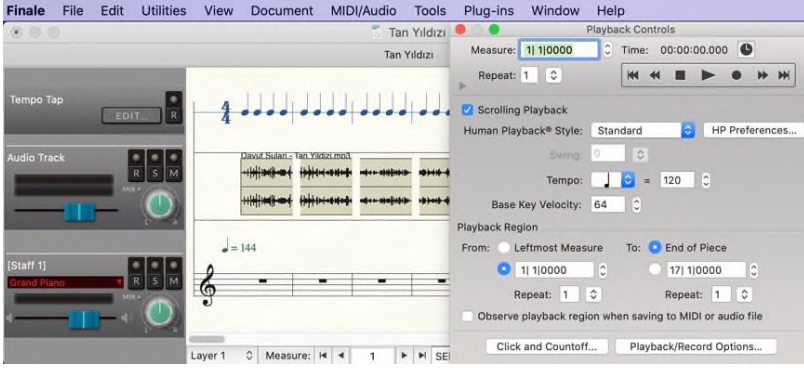 Finale File Edit Utilities View Document MIDI/Audio Tools Plug-ins Window Help
Tan Yıldızı
Tan Yıldızı
Tempo Tap
EDIT...
R
Audio Track
R S M
L R
Davut Sulari - Tan Yildizi.mp3
4
4
♩ = 144
[Staff 1]
Grand Piano
R S M
L R
Layer 1 Measure: 1
Playback Controls
Measure: 1| 1|0000 Time: 00:00:00.000
Repeat: 1
Scrolling Playback
Human Playback® Style: Standard HP Preferences...
Swing: 0
Tempo: = 120
Base Key Velocity: 64
Playback Region
From: Leftmost Measure To: End of Piece
1| 1|0000 17| 1|0000
Repeat: 1 Repeat: 1
Observe playback region when saving to MIDI or audio file
Click and Countoff... Playback/Record Options...